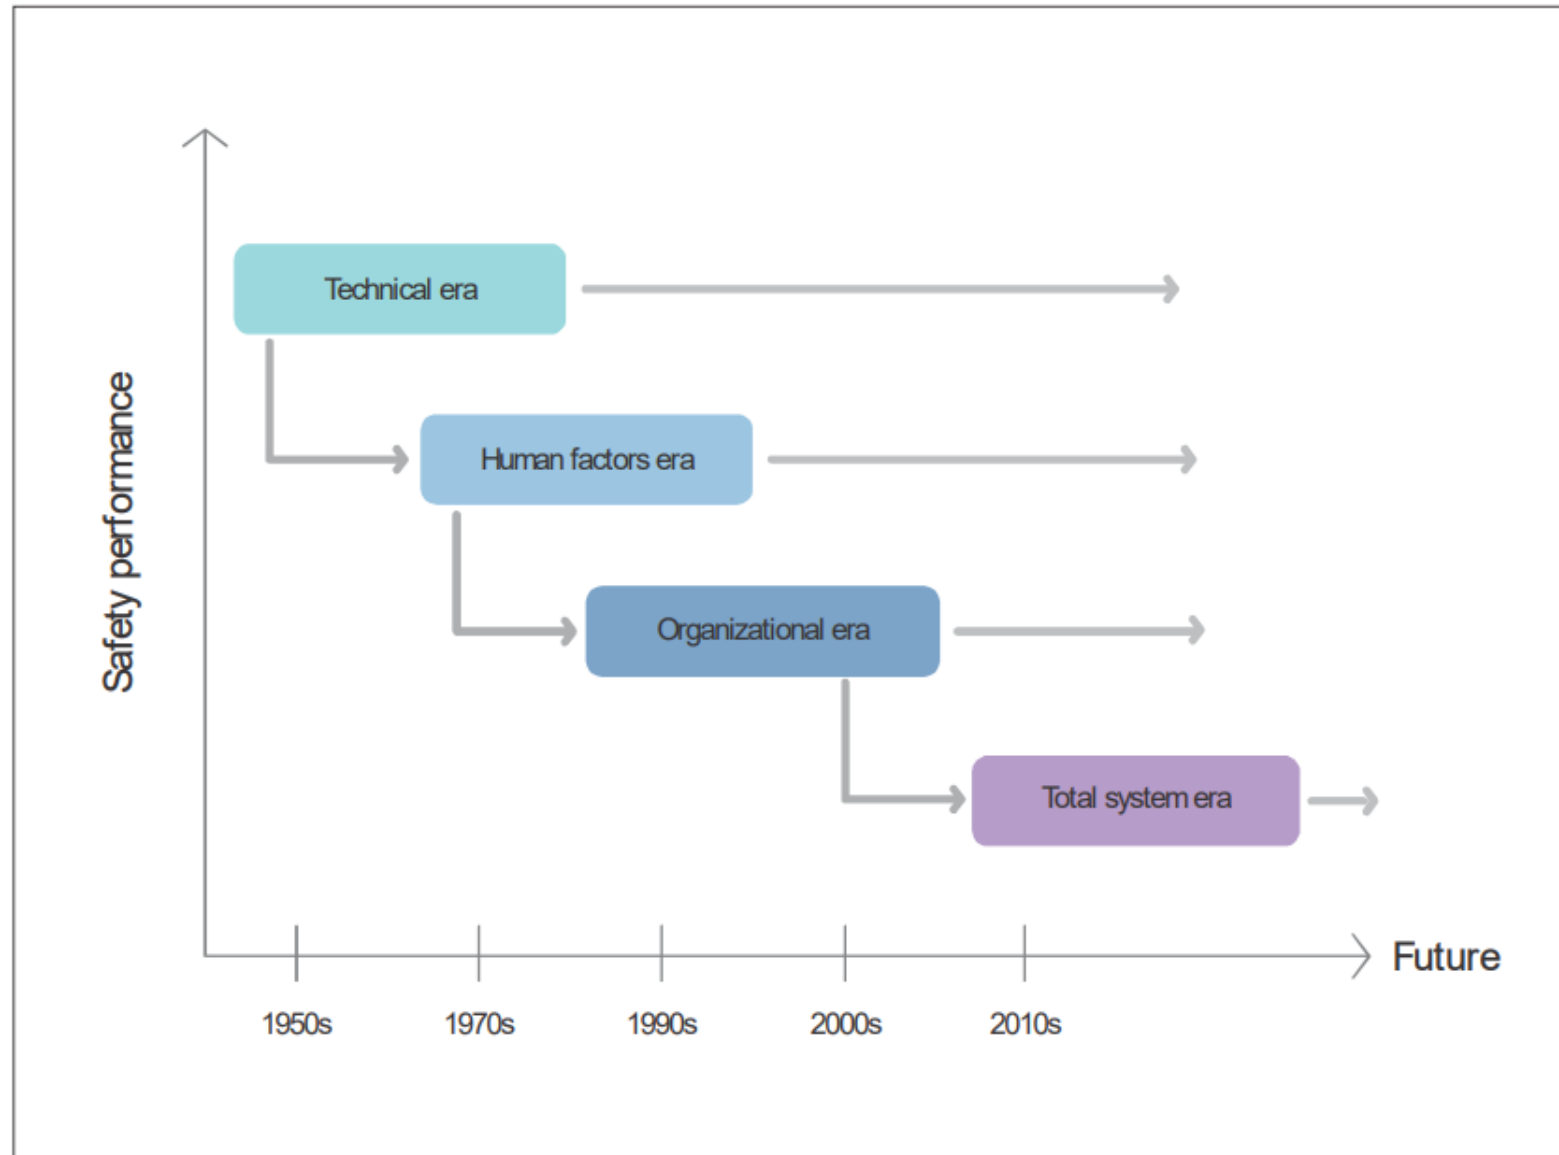 Technical era
Human factors era
Organizational era
Total system era
Safety performance
Future
1950s
1970s
1990s
2000s
2010s